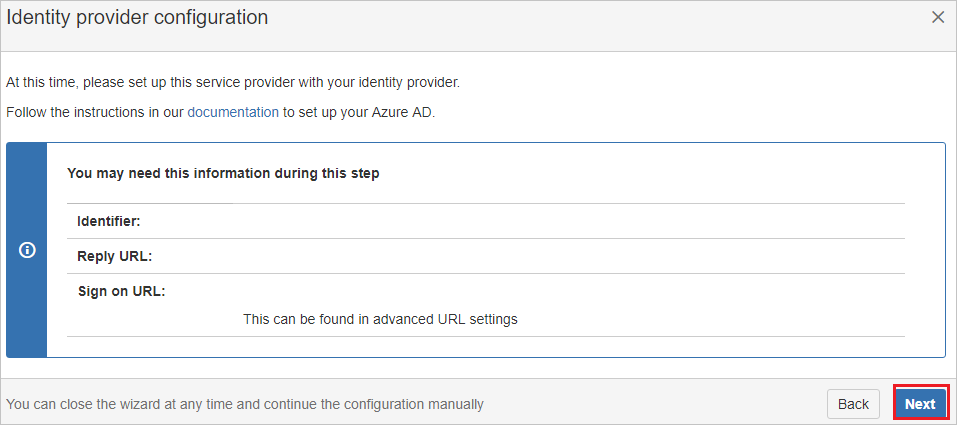 Identity provider configuration
At this time, please set up this service provider with your identity provider.
Follow the instructions in our documentation to set up your Azure AD.
You may need this information during this step
Identifier:
Reply URL:
Sign on URL:
This can be found in advanced URL settings
You can close the wizard at any time and continue the configuration manually
Back
Next